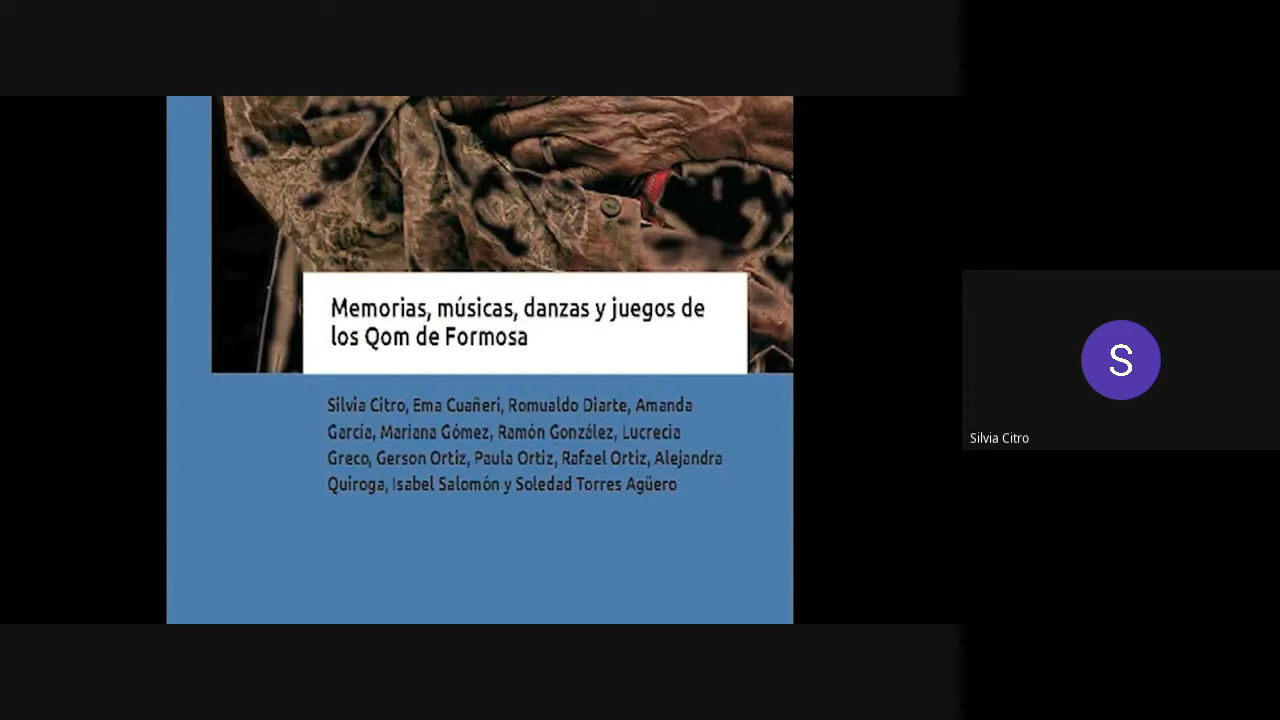 Memorias, músicas, danzas y juegos de
los Qom de Formosa
Silvia Citro, Ema Cuañeri, Romualdo Diarte, Amanda
García, Mariana Gómez, Ramón González, Lucrecia
Greco, Gerson Ortiz, Paula Ortiz, Rafael Ortiz, Alejandra
Quiroga, Isabel Salomón y Soledad Torres Agüero
S
Silvia Citro